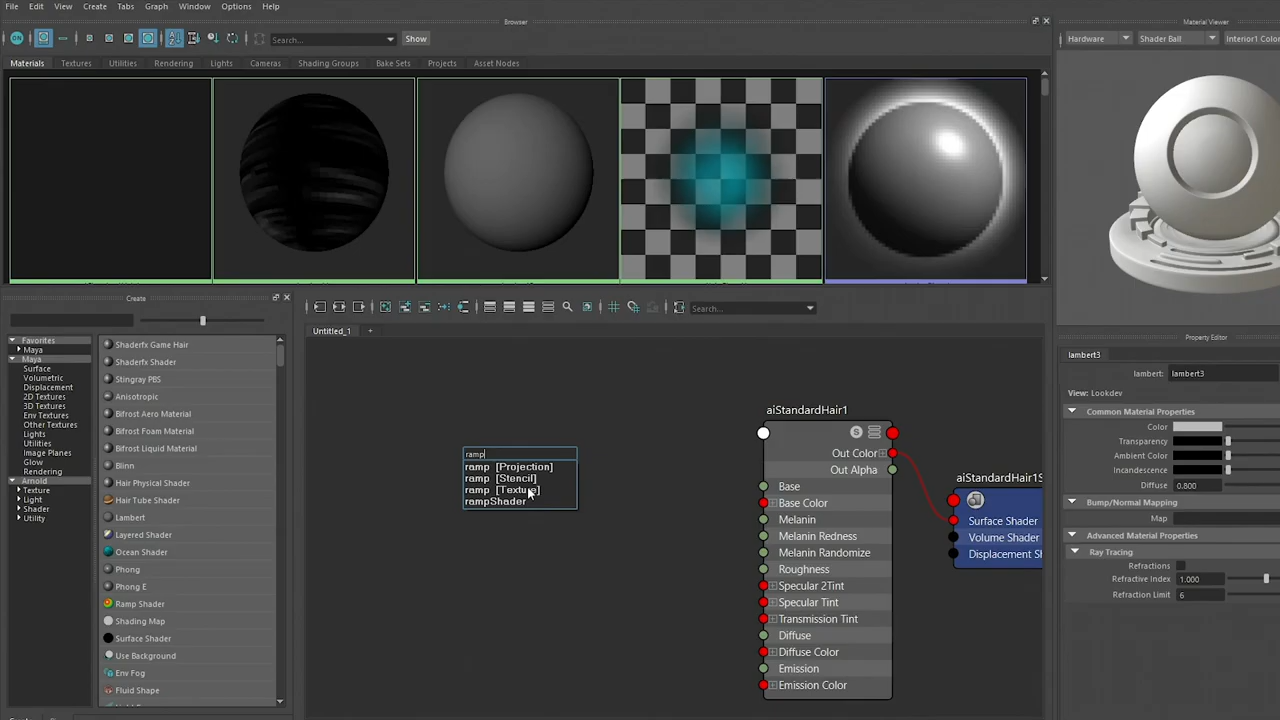 File Edit View Create Tabs Graph Window Options Help
Browser
ON Search... Show
Materials Textures Utilities Rendering Lights Cameras Shading Groups Bake Sets Projects Asset Nodes
Material Viewer
Hardware Shader Ball Interior1 Color
Create
Favorites
Maya
Maya
Surface
Volumetric
Displacement
2D Textures
3D Textures
Env Textures
Other Textures
Lights
Utilities
Image Planes
Glow
Rendering
Arnold
Texture
Light
Shader
Utility
Shaderfx Game Hair
Shaderfx Shader
Stingray PBS
Anisotropic
Bifrost Aero Material
Bifrost Foam Material
Bifrost Liquid Material
Blinn
Hair Physical Shader
Hair Tube Shader
Lambert
Layered Shader
Ocean Shader
Phong
Phong E
Ramp Shader
Shading Map
Surface Shader
Use Background
Env Fog
Fluid Shape
Search...
Untitled_1 +
ramp
ramp [Projection]
ramp [Stencil]
ramp [Texture]
rampShader
aiStandardHair1
S
Out Color
Out Alpha
Base
Base Color
Melanin
Melanin Redness
Melanin Randomize
Roughness
Specular 2Tint
Specular Tint
Transmission Tint
Diffuse
Diffuse Color
Emission
Emission Color
aiStandardHair1S
Surface Shader
Volume Shader
Displacement Sh
Property Editor
lambert3
lambert: lambert3
View: Lookdev
Common Material Properties
Color
Transparency
Ambient Color
Incandescence
Diffuse 0.800
Bump/Normal Mapping
Map
Advanced Material Properties
Ray Tracing
Refractions
Refractive Index 1.000
Refraction Limit 6